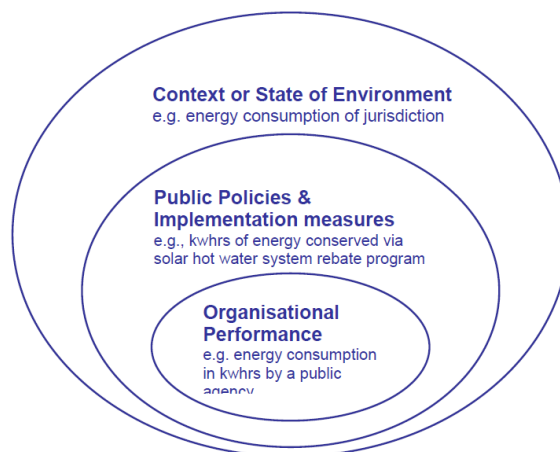 Context or State of Environment
e.g. energy consumption of jurisdiction
Public Policies &
Implementation measures
e.g., kwhrs of energy conserved via
solar hot water system rebate program
Organisational
Performance
e.g. energy consumption
in kwhrs by a public
agency